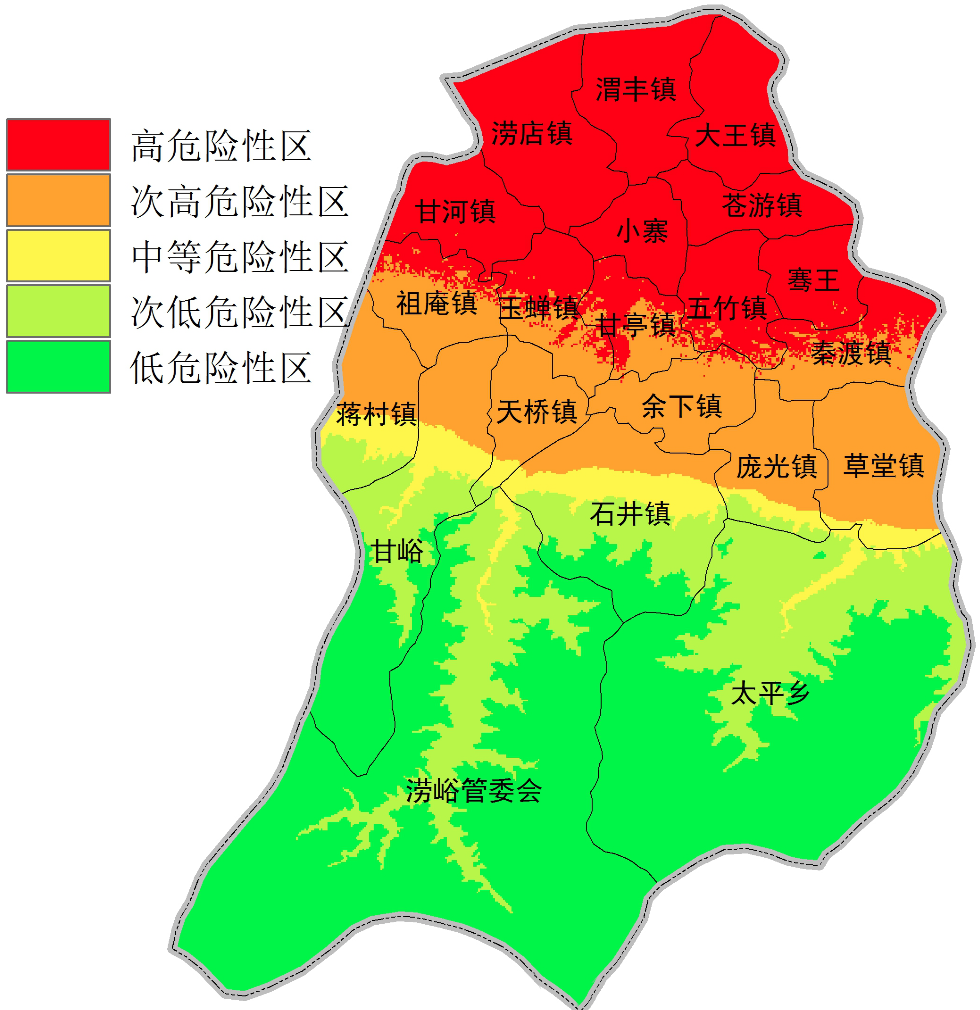 高危险性区
次高危险性区
中等危险性区
次低危险性区
低危险性区
渭丰镇
涝店镇
大王镇
甘河镇
苍游镇
小寨
骞王
祖庵镇
玉蝉镇
五竹镇
甘亭镇
秦渡镇
蒋村镇
天桥镇
余下镇
庞光镇
草堂镇
石井镇
甘峪
太平乡
涝峪管委会